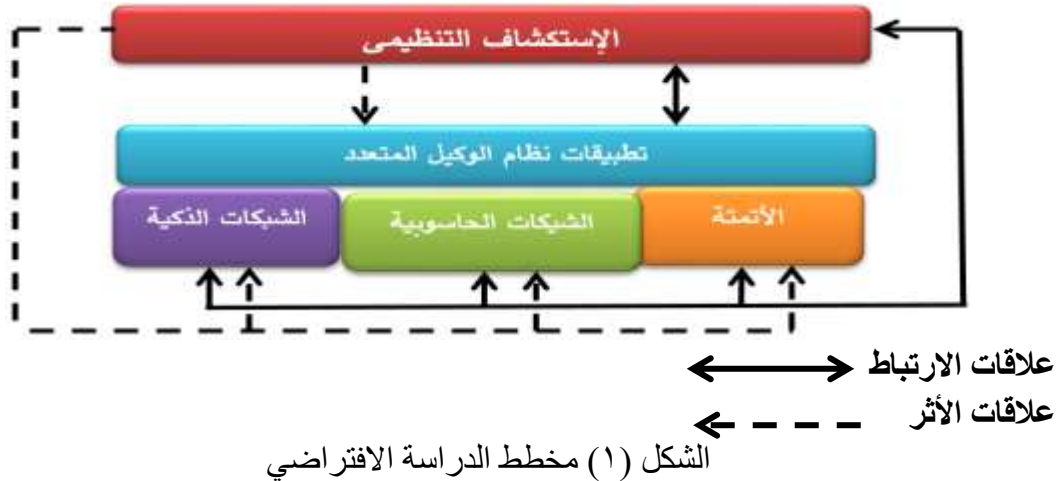 الإستكشاف التنظيمى
تطبيقات نظام الوكيل المتعدد
الأتمتة
الشبكات الحاسوبية
الشبكات الذكية
علاقات الارتباط
علاقات الأثر
الشكل (١) مخطط الدراسة الافتراضي